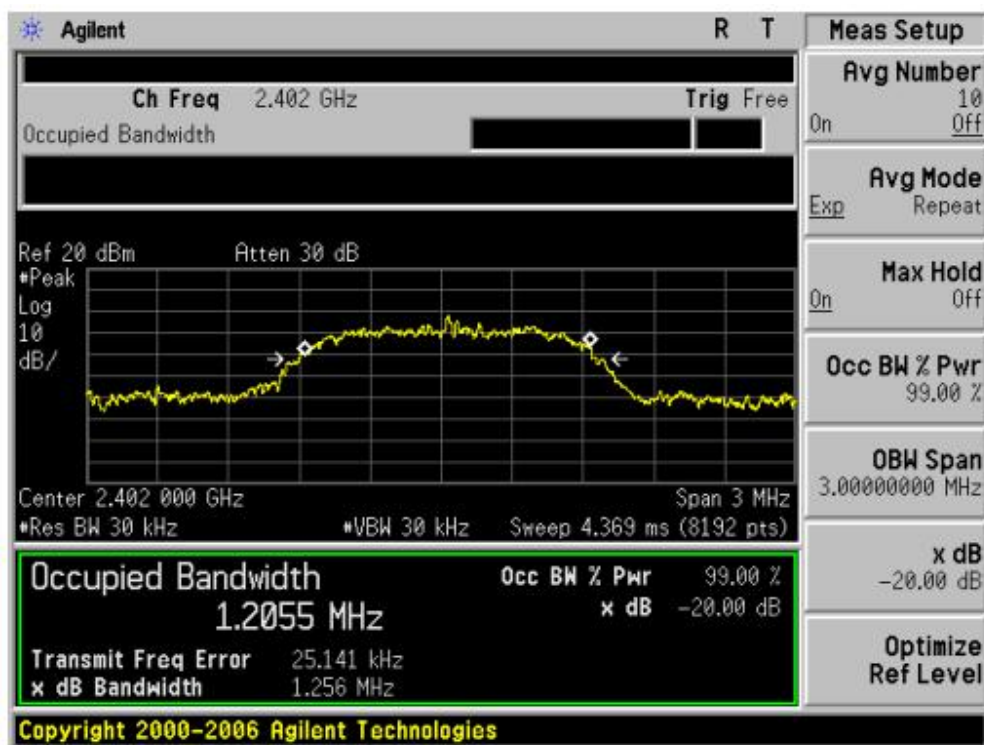 Agilent R T
Ch Freq 2.402 GHz Trig Free
Occupied Bandwidth
Ref 20 dBm Atten 30 dB
#Peak
Log
10
dB/
Center 2.402 000 GHz Span 3 MHz
#Res BW 30 kHz #VBW 30 kHz Sweep 4.369 ms (8192 pts)
Occupied Bandwidth Occ BW % Pwr 99.00 %
1.2055 MHz x dB -20.00 dB
Transmit Freq Error 25.141 kHz
x dB Bandwidth 1.256 MHz
Copyright 2000-2006 Agilent Technologies
Meas Setup
Avg Number
10
On Off
Avg Mode
Exp Repeat
Max Hold
On Off
Occ BW % Pwr
99.00 %
OBW Span
3.00000000 MHz
x dB
-20.00 dB
Optimize
Ref Level